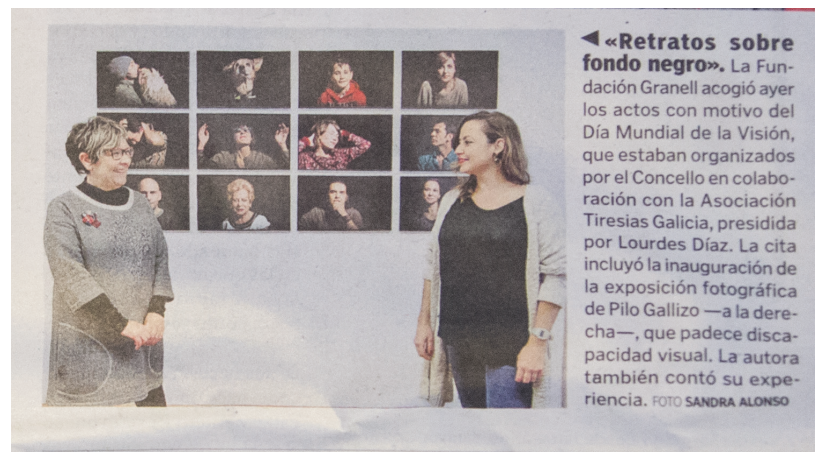 ◄«Retratos sobre
fondo negro». La Fun-
dación Granell acogió ayer
los actos con motivo del
Día Mundial de la Visión,
que estaban organizados
por el Concello en colabo-
ración con la Asociación
Tiresias Galicia, presidida
por Lourdes Díaz. La cita
incluyó la inauguración de
la exposición fotográfica
de Pilo Gallizo —a la dere-
cha—, que padece disca-
pacidad visual. La autora
también contó su expe-
riencia. FOTO SANDRA ALONSO